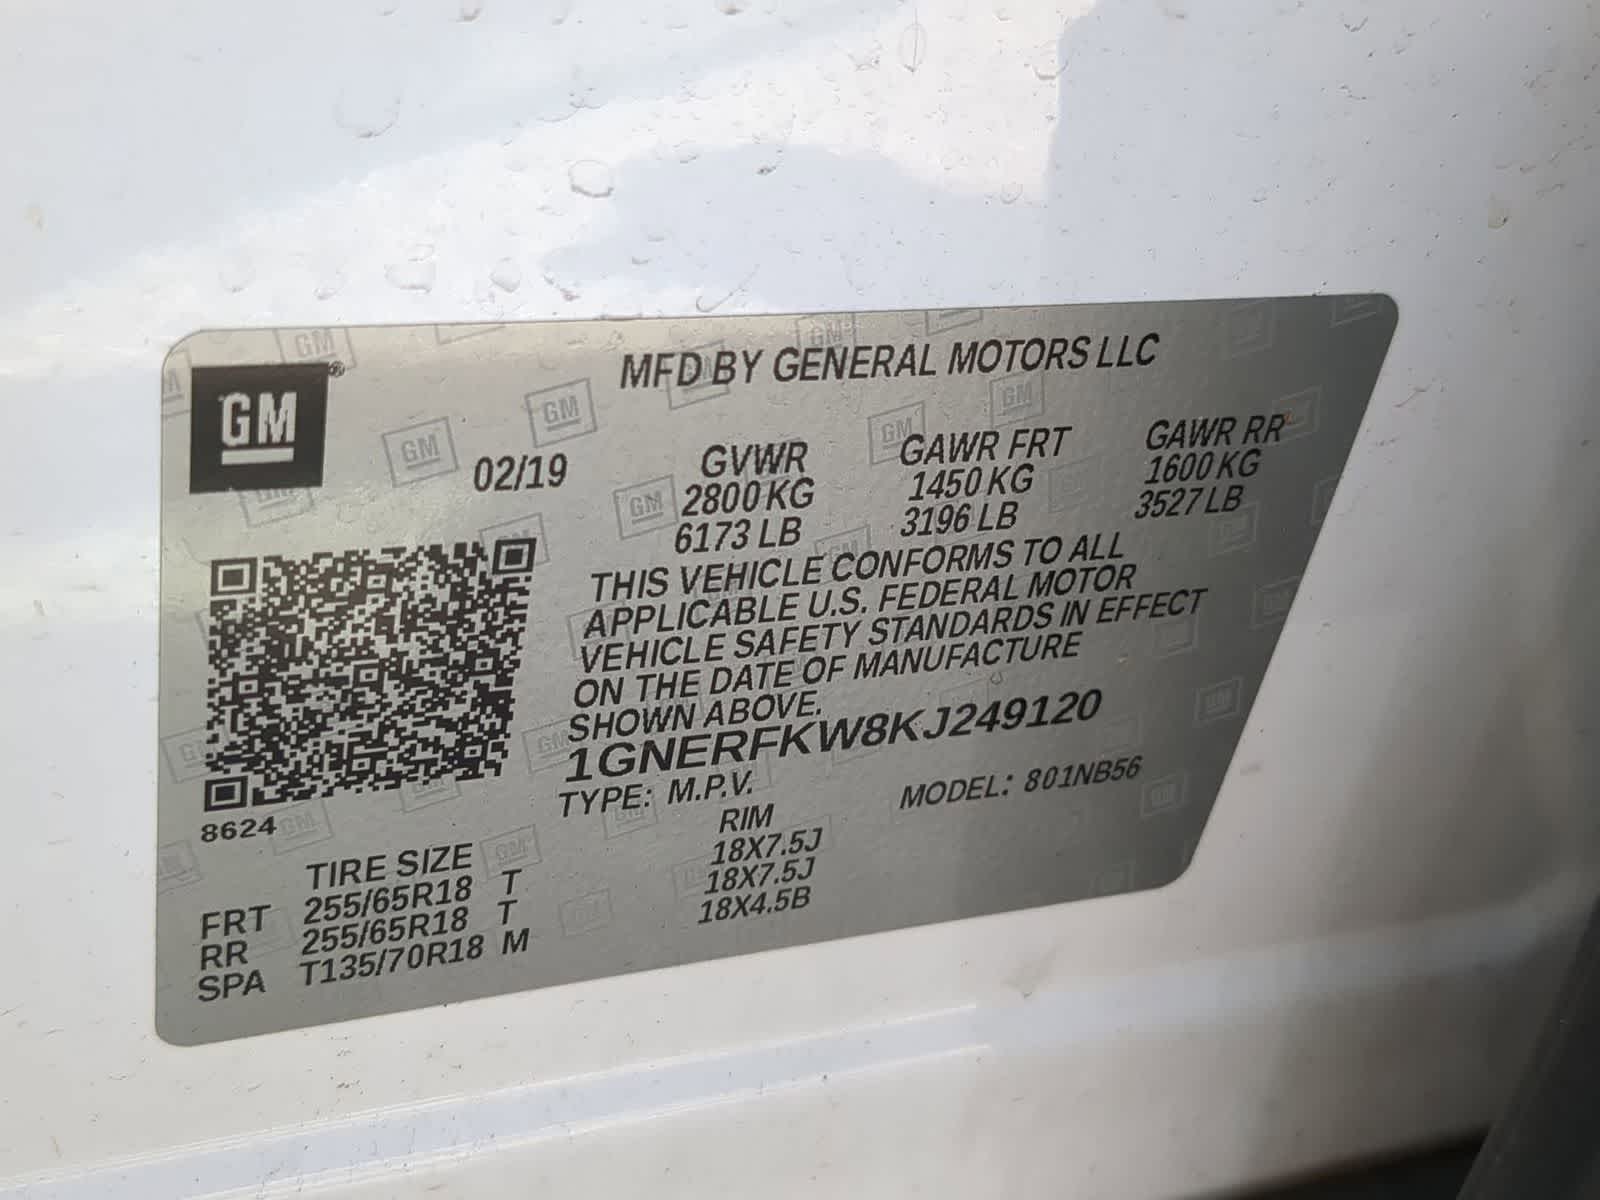 GM
MFD BY GENERAL MOTORS LLC
02/19
GVWR GAWR FRT GAWR RR
2800 KG 1450 KG 1600 KG
6173 LB 3196 LB 3527 LB
THIS VEHICLE CONFORMS TO ALL
APPLICABLE U.S. FEDERAL MOTOR
VEHICLE SAFETY STANDARDS IN EFFECT
ON THE DATE OF MANUFACTURE
SHOWN ABOVE.
1GNERFKW8KJ249120
TYPE: M.P.V. MODEL: 801NB56
8624
TIRE SIZE RIM
FRT 255/65R18 T 18X7.5J
RR 255/65R18 T 18X7.5J
SPA T135/70R18 M 18X4.5B